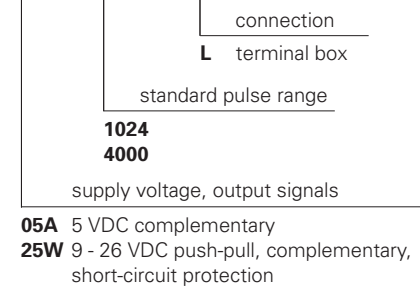 connection
L terminal box
standard pulse range
1024
4000
supply voltage, output signals
05A 5 VDC complementary
25W 9 - 26 VDC push-pull, complementary,
short-circuit protection